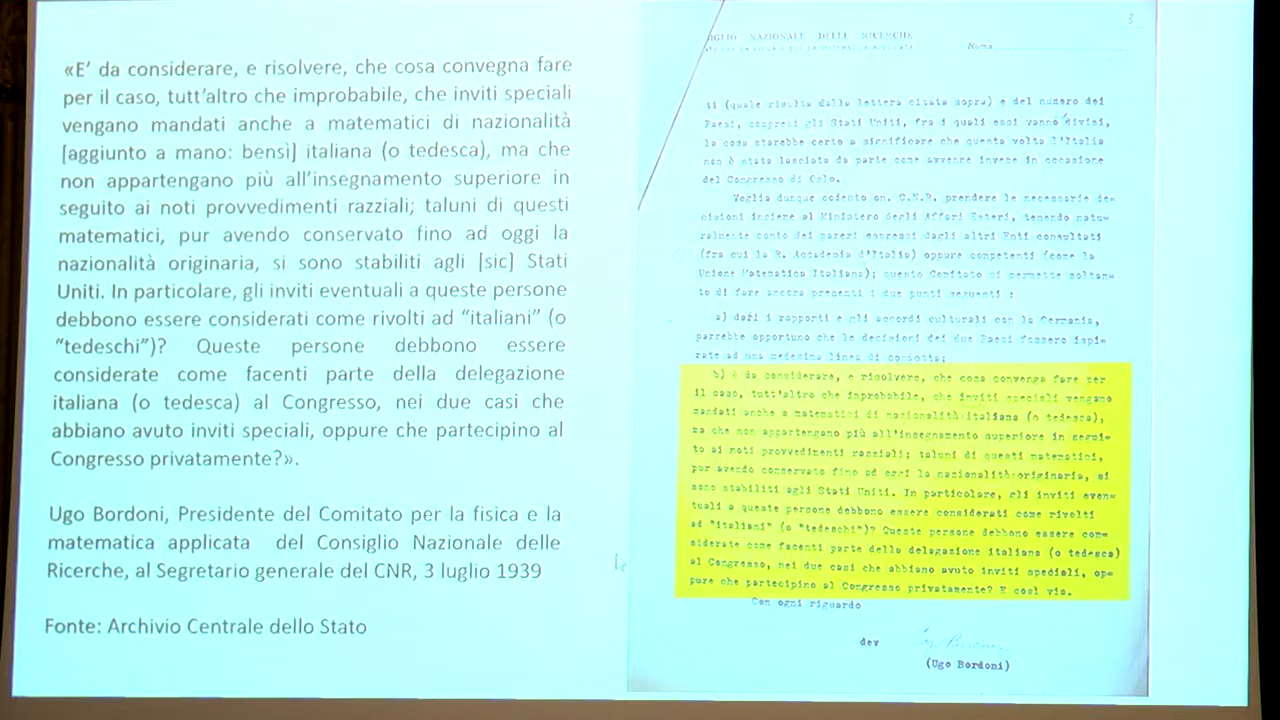 «E' da considerare, e risolvere, che cosa convegna fare
per il caso, tutt'altro che improbabile, che inviti speciali
vengano mandati anche a matematici di nazionalità
[aggiunto a mano: bensì] italiana (o tedesca), ma che
non appartengano più all'insegnamento superiore in
seguito ai noti provvedimenti razziali; taluni di questi
matematici, pur avendo conservato fino ad oggi la
nazionalità originaria, si sono stabiliti agli [sic] Stati
Uniti. In particolare, gli inviti eventuali a queste persone
debbono essere considerati come rivolti ad "italiani" (o
"tedeschi")? Queste persone debbono essere
considerate come facenti parte della delegazione
italiana (o tedesca) al Congresso, nei due casi che
abbiano avuto inviti speciali, oppure che partecipino al
Congresso privatamente?».
Ugo Bordoni, Presidente del Comitato per la fisica e la
matematica applicata del Consiglio Nazionale delle
Ricerche, al Segretario generale del CNR, 3 luglio 1939
Fonte: Archivio Centrale dello Stato
3
IGLIO NAZIONALE DELLE RICERCHE
Roma
ti (quale risulta dalla lettera citata sopra) e del numero dei
Paesi, compresi gli Stati Uniti, fra i quali essi vanno divisi,
la cosa starebbe certo a significare che questa volta l'Italia
non è stata lasciata da parte come avvenne invece in occasione
del Congresso di Oslo.
Voglia dunque codesto on. C.N.R. prendere le necessarie de=
cisioni insieme al Ministero degli Affari Esteri, tenendo natu=
ralmente conto dei pareri espressi dagli altri Enti consultati
(fra cui la R. Accademia d'Italia) oppure competenti (come la
Unione Matematica Italiana); questo Comitato si permette soltan=
to di fare ancora presenti i due punti seguenti :
a) dati i rapporti e gli accordi culturali con la Germania,
parrebbe opportuno che le decisioni dei due Paesi fossero ispi=
rate ad una medesima linea di condotta;
b) è da considerare, e risolvere, che cosa convenga fare per
il caso, tutt'altro che improbabile, che inviti speciali vengano
mandati anche a matematici di nazionalità italiana (o tedesca),
ma che non appartengano più all'insegnamento superiore in segui=
to ai noti provvedimenti razziali; taluni di questi matematici,
pur avendo conservato fino ad oggi la nazionalità originaria, si
sono stabiliti agli Stati Uniti. In particolare, gli inviti even=
tuali a queste persone debbono essere considerati come rivolti
ad "italiani" (o "tedeschi")? Queste persone debbono essere con=
siderate come facenti parte della delegazione italiana (o tedesca)
al Congresso, nei due casi che abbiano avuto inviti speciali, op=
pure che partecipino al Congresso privatamente? E così via.
Con ogni riguardo
dev
(Ugo Bordoni)